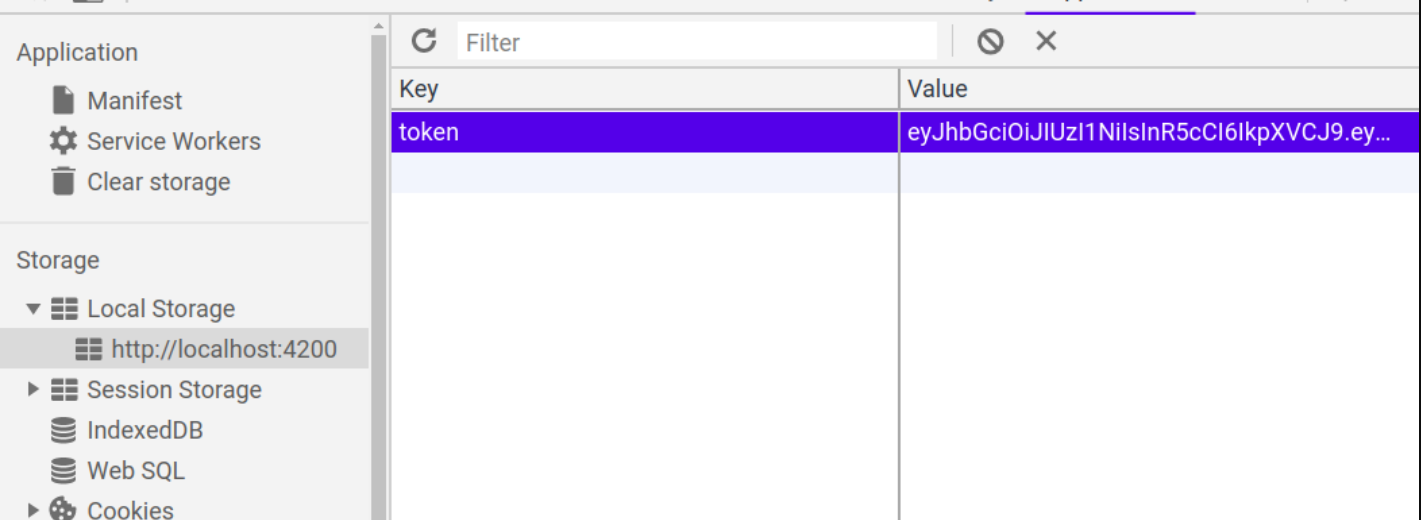 Application
Manifest
Service Workers
Clear storage
Storage
Local Storage
http://localhost:4200
Session Storage
IndexedDB
Web SQL
Cookies
Filter
Key Value
token eyJhbGciOiJIUzI1NiIsInR5cCI6IkpXVCJ9.ey...